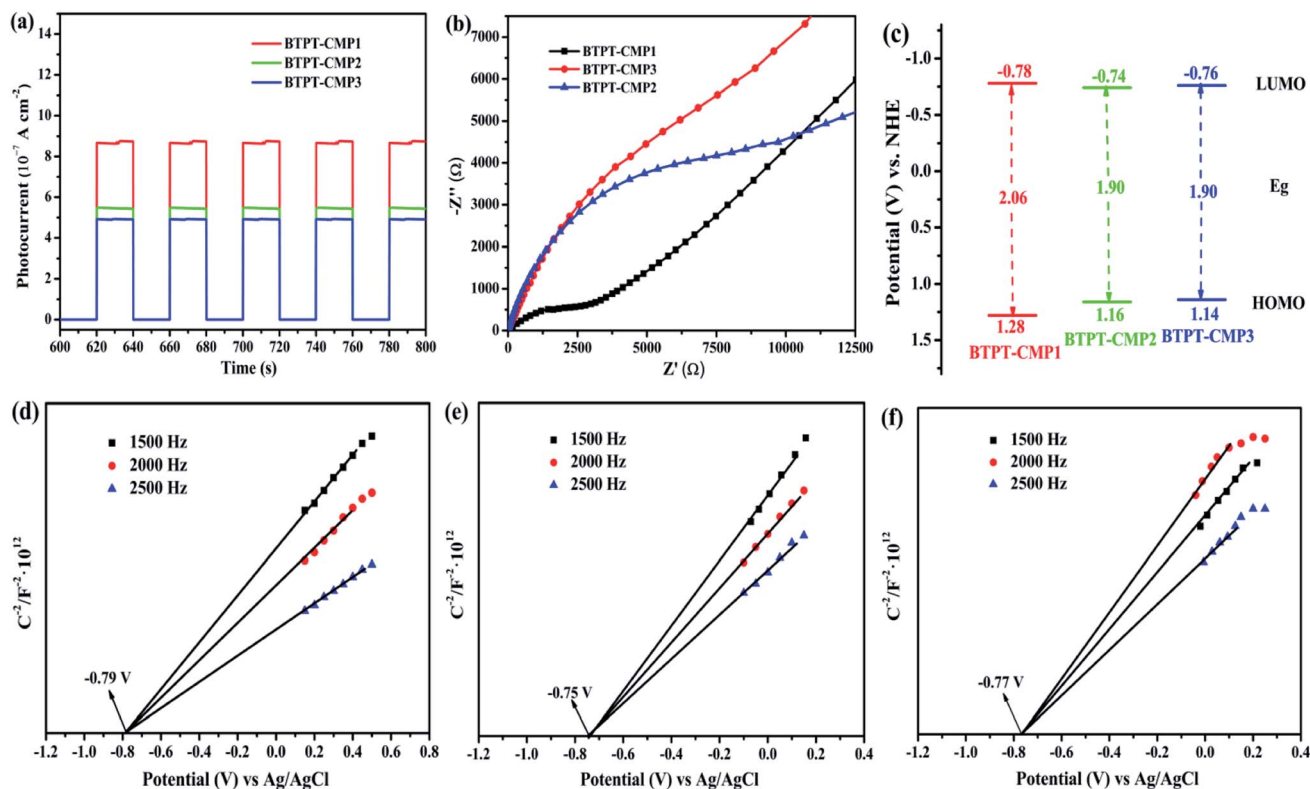 (a)
14
12
10
8
6
4
2
0
Photocurrent (10⁻⁷ A cm⁻²)
BTPT-CMP1
BTPT-CMP2
BTPT-CMP3
600 620 640 660 680 700 720 740 760 780 800
Time (s)
(b)
7000
6000
5000
4000
3000
2000
1000
0
-Z'' (Ω)
BTPT-CMP1
BTPT-CMP3
BTPT-CMP2
0 2500 5000 7500 10000 12500
Z' (Ω)
(c)
-1.0
-0.5
0.0
0.5
1.0
1.5
Potential (V) vs. NHE
-0.78 -0.74 -0.76
LUMO
2.06 1.90 1.90
Eg
HOMO
1.28 1.16 1.14
BTPT-CMP1 BTPT-CMP2 BTPT-CMP3
(d)
1500 Hz
2000 Hz
2500 Hz
C⁻²/F⁻²·10¹²
-0.79 V
-1.2 -1.0 -0.8 -0.6 -0.4 -0.2 0.0 0.2 0.4 0.6 0.8
Potential (V) vs Ag/AgCl
(e)
1500 Hz
2000 Hz
2500 Hz
C⁻²/F⁻²·10¹²
-0.75 V
-1.2 -1.0 -0.8 -0.6 -0.4 -0.2 0.0 0.2 0.4
Potential (V) vs Ag/AgCl
(f)
1500 Hz
2000 Hz
2500 Hz
C⁻²/F⁻²·10¹²
-0.77 V
-1.2 -1.0 -0.8 -0.6 -0.4 -0.2 0.0 0.2 0.4
Potential (V) vs Ag/AgCl